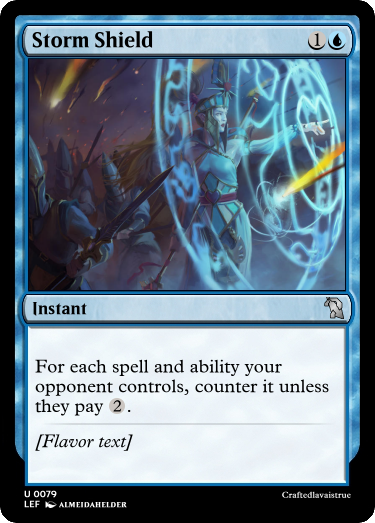 Storm Shield 1
Instant
For each spell and ability your
opponent controls, counter it unless
they pay 2.
[Flavor text]
U 0079
LEF ALMEIDAHELDER
Craftedlavaistrue